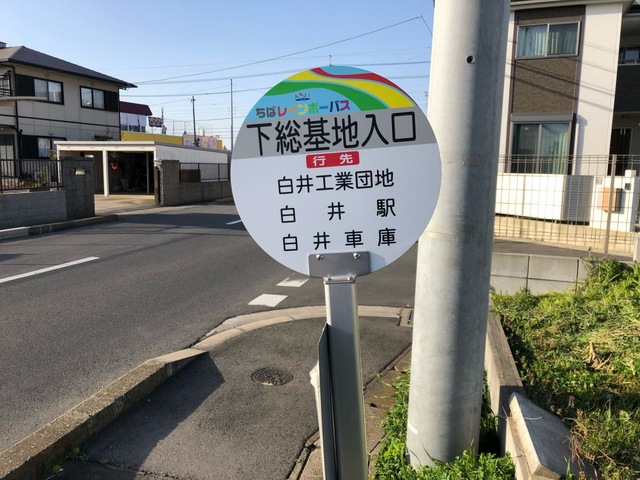 ちばレインボーバス
下総基地入口
行先
白井工業団地
白井駅
白井車庫